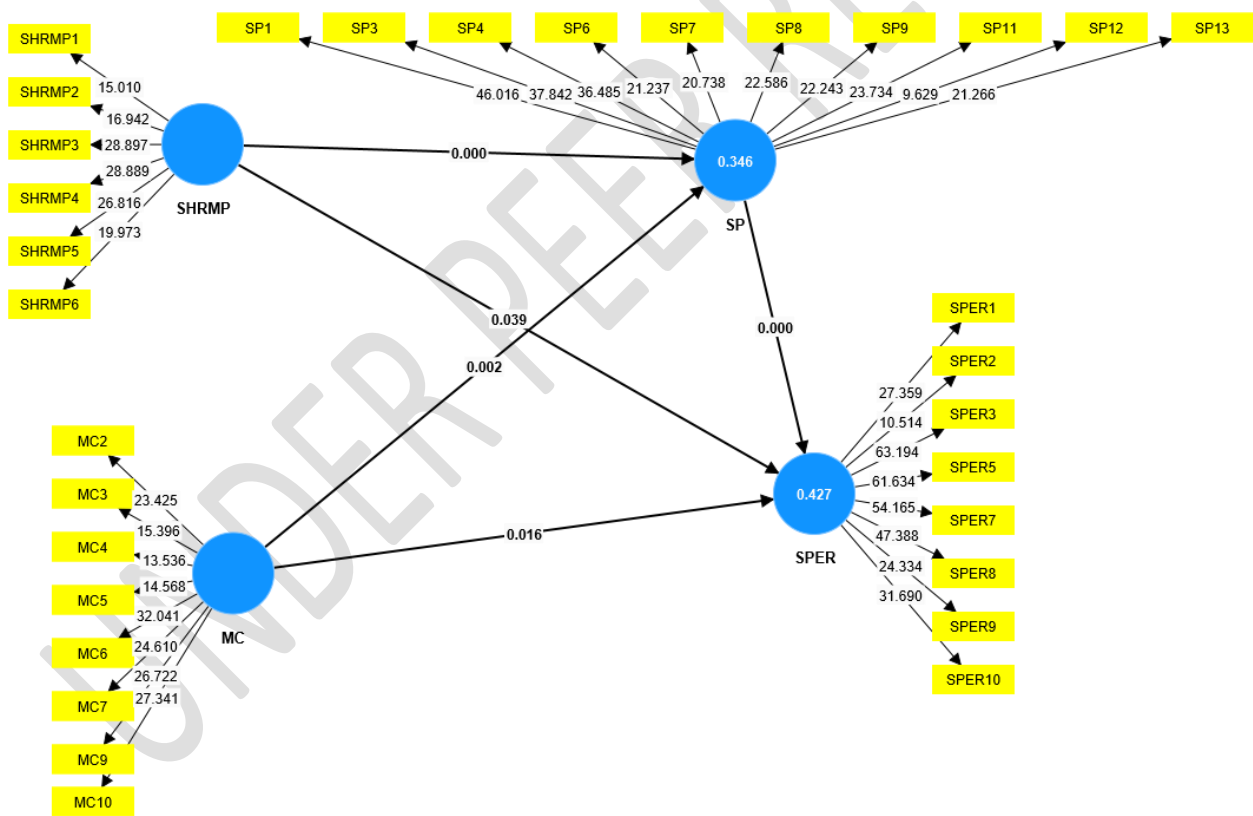 SP1 SP3 SP4 SP6 SP7 SP8 SP9 SP11 SP12 SP13
SHRMP1
SHRMP2
SHRMP3
SHRMP4
SHRMP5
SHRMP6
15.010
16.942
28.897
28.889
26.816
19.973
SHRMP
46.016 37.842 36.485 21.237 20.738 22.586 22.243 23.734 9.629 21.266
0.346
SP
0.000
0.039
0.002
0.000
0.016
MC2
MC3
MC4
MC5
MC6
MC7
MC9
MC10
23.425
15.396
13.536
14.568
32.041
24.610
26.722
27.341
MC
0.427
SPER
27.359
10.514
63.194
61.634
54.165
47.388
24.334
31.690
SPER1
SPER2
SPER3
SPER5
SPER7
SPER8
SPER9
SPER10
UNDER PEER